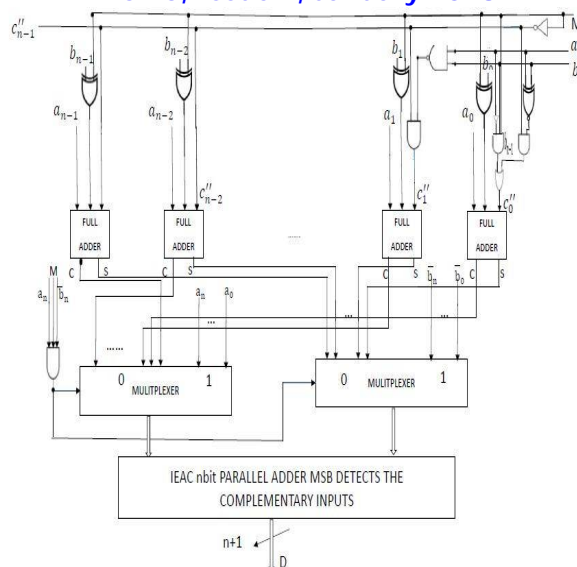 c''n−1
M
a
b
bn−1
bn−2
b1
an−1
an−2
a1
a0
c''n−2
c''1
c''0
FULL ADDER
FULL ADDER
FULL ADDER
FULL ADDER
......
C S
C S
C S
C S
M
an
b̄n
an a0
b̄n b̄0
...
...
...
...
......
0 1
MULITPLEXER
0 1
MULITPLEXER
IEAC nbit PARALLEL ADDER MSB DETECTS THE
COMPLEMENTARY INPUTS
n+1
D